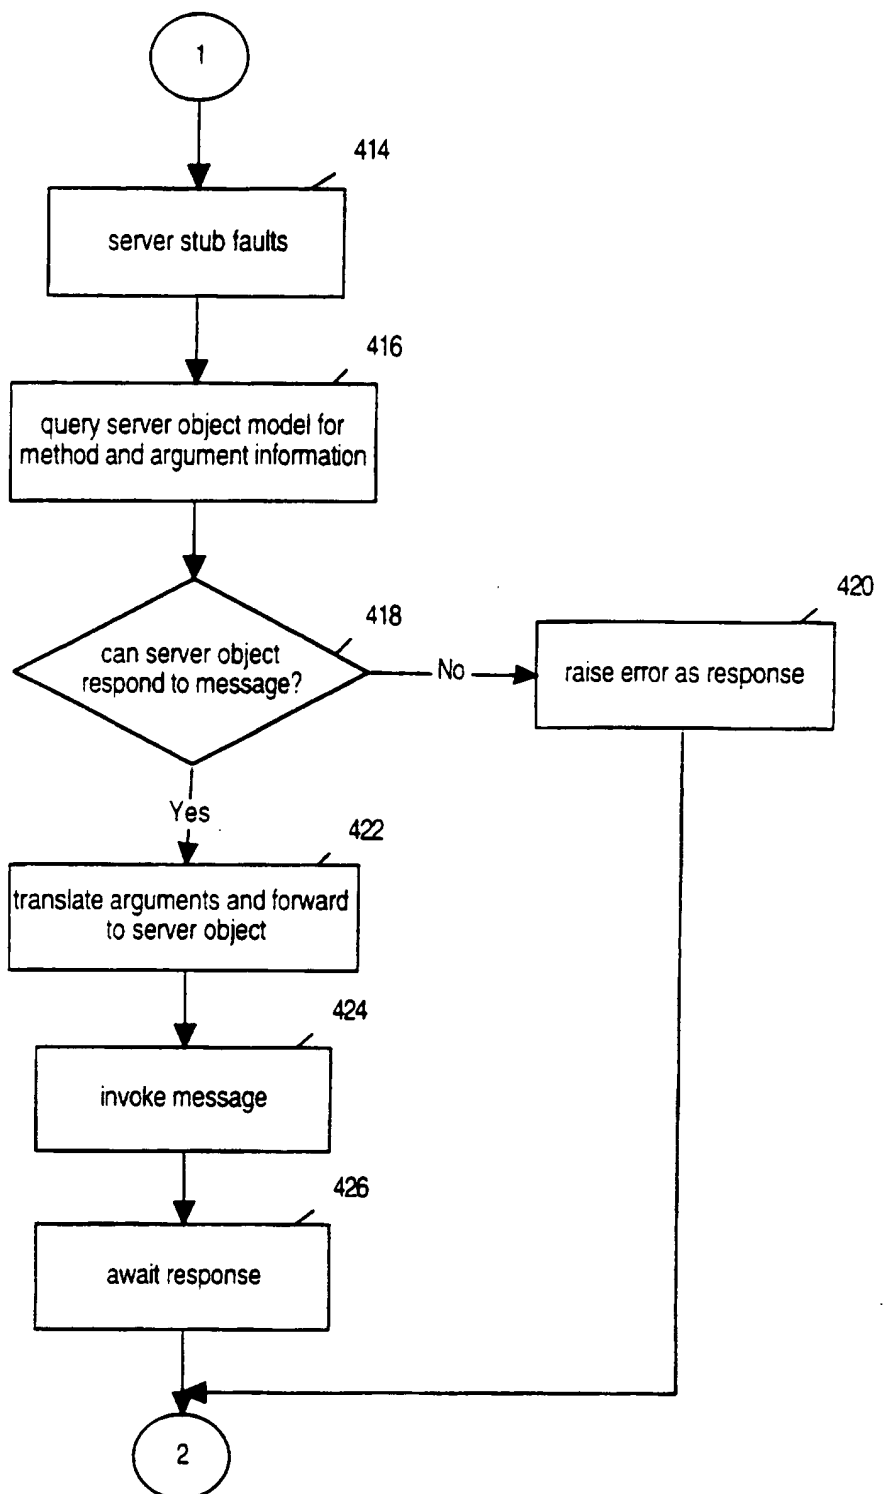 1
414
server stub faults
416
query server object model for
method and argument information
418
can server object
respond to message?
No
420
raise error as response
Yes
422
translate arguments and forward
to server object
424
invoke message
426
await response
2